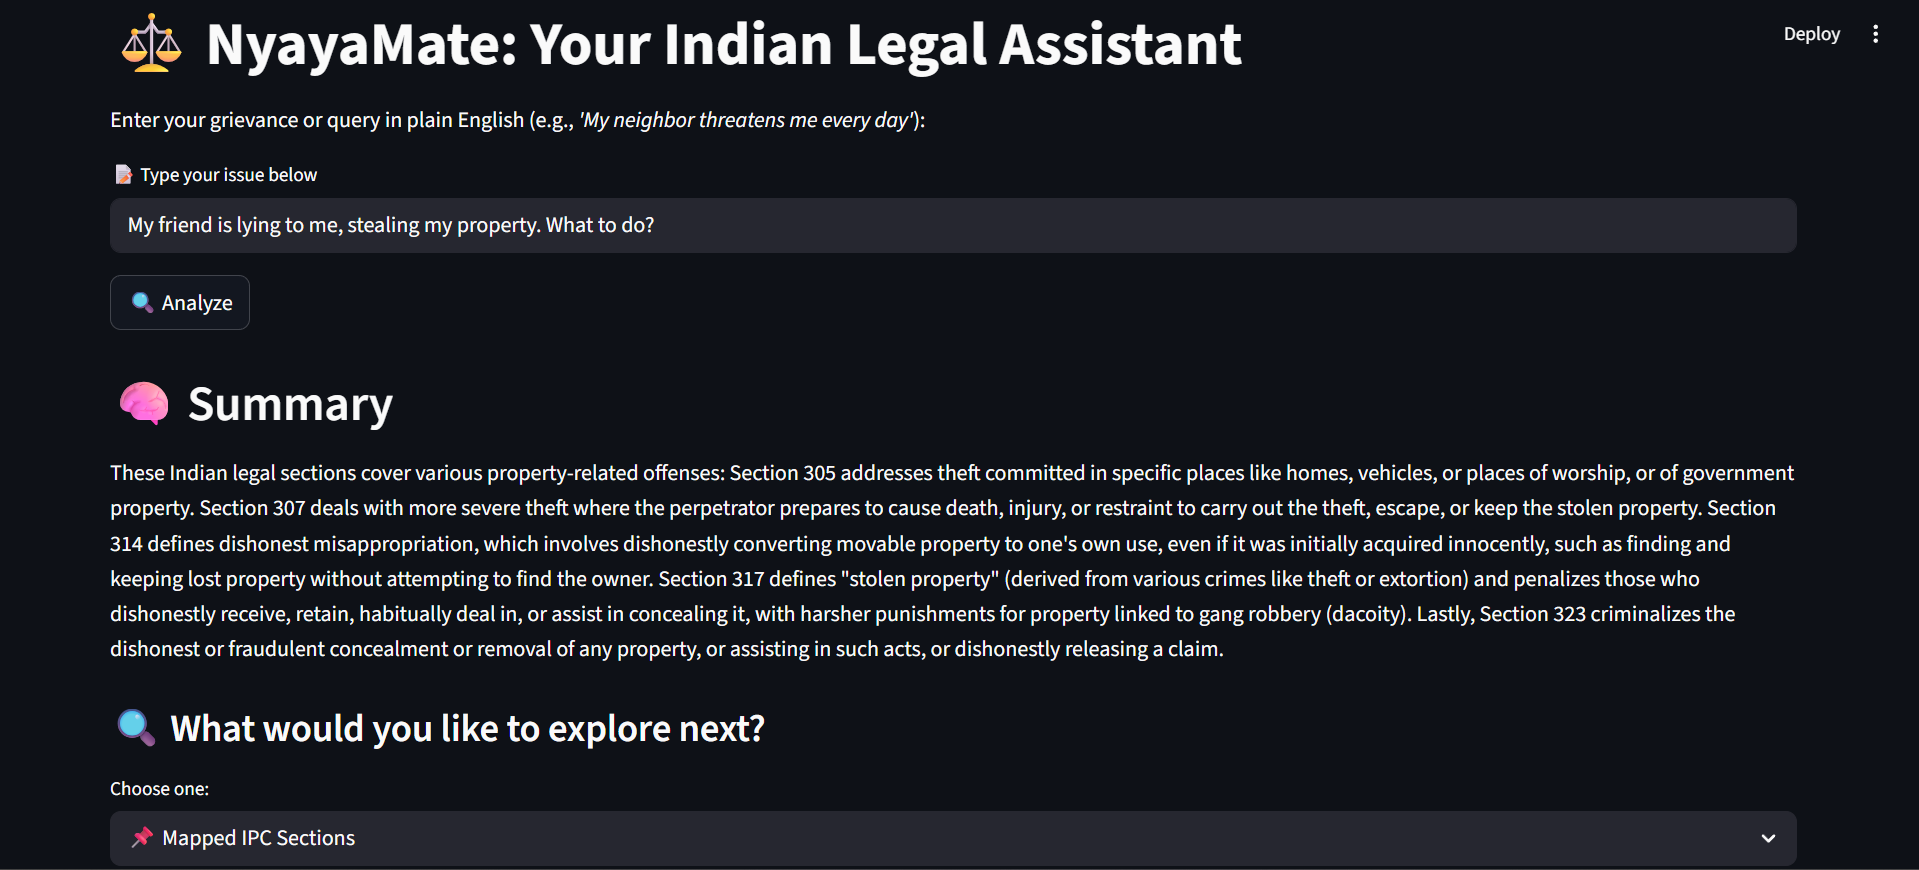 NyayaMate: Your Indian Legal Assistant
Deploy
Enter your grievance or query in plain English (e.g., 'My neighbor threatens me every day'):
Type your issue below
My friend is lying to me, stealing my property. What to do?
Analyze
Summary
These Indian legal sections cover various property-related offenses: Section 305 addresses theft committed in specific places like homes, vehicles, or places of worship, or of government
property. Section 307 deals with more severe theft where the perpetrator prepares to cause death, injury, or restraint to carry out the theft, escape, or keep the stolen property. Section
314 defines dishonest misappropriation, which involves dishonestly converting movable property to one's own use, even if it was initially acquired innocently, such as finding and
keeping lost property without attempting to find the owner. Section 317 defines "stolen property" (derived from various crimes like theft or extortion) and penalizes those who
dishonestly receive, retain, habitually deal in, or assist in concealing it, with harsher punishments for property linked to gang robbery (dacoity). Lastly, Section 323 criminalizes the
dishonest or fraudulent concealment or removal of any property, or assisting in such acts, or dishonestly releasing a claim.
What would you like to explore next?
Choose one:
Mapped IPC Sections